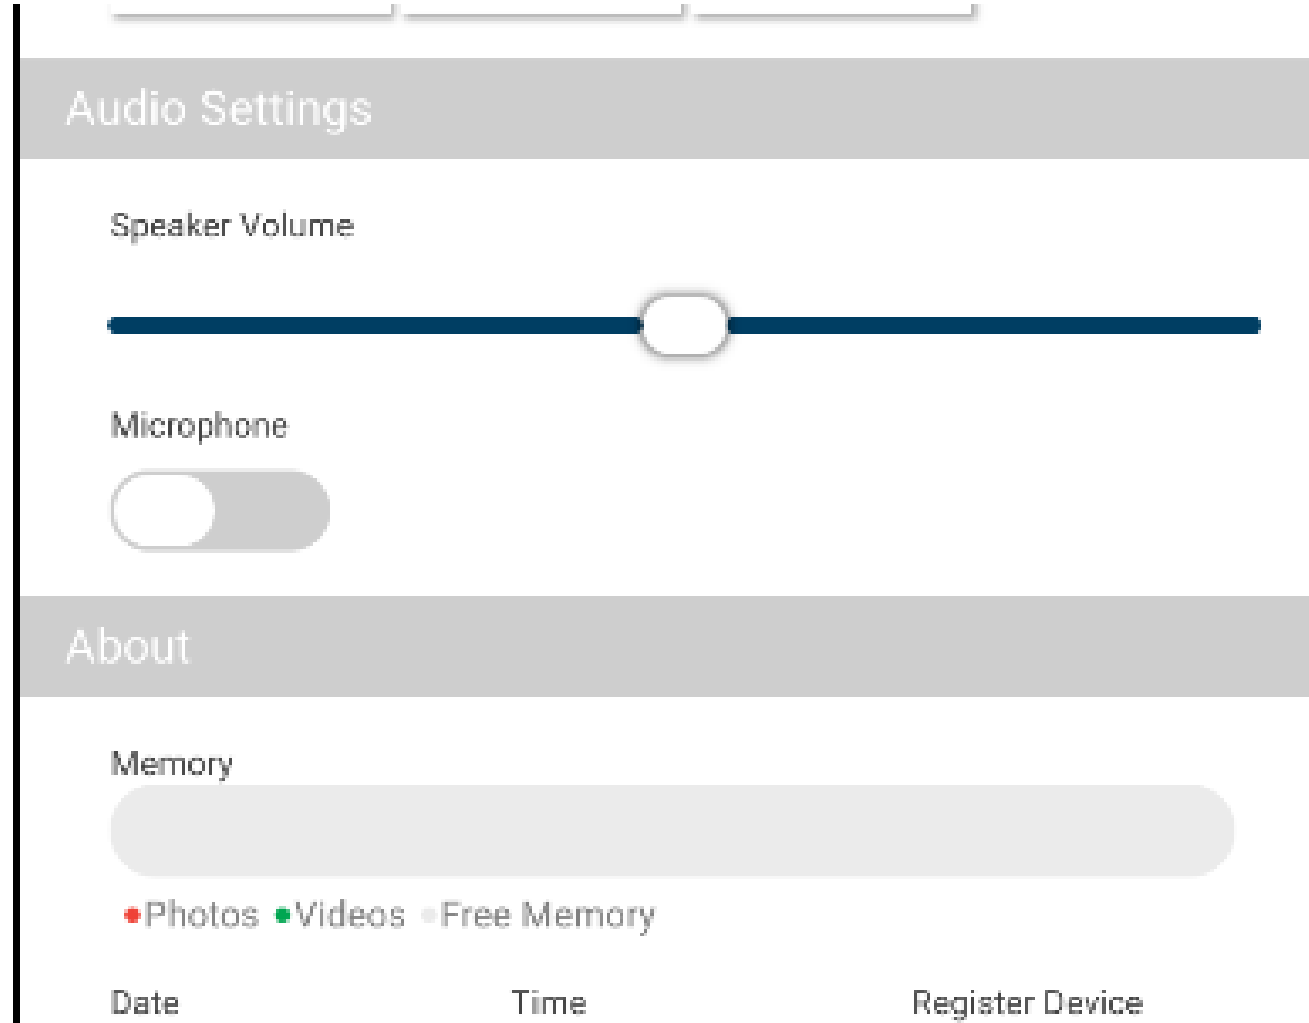 Audio Settings
Speaker Volume
Microphone
About
Memory
Photos Videos Free Memory
Date Time Register Device